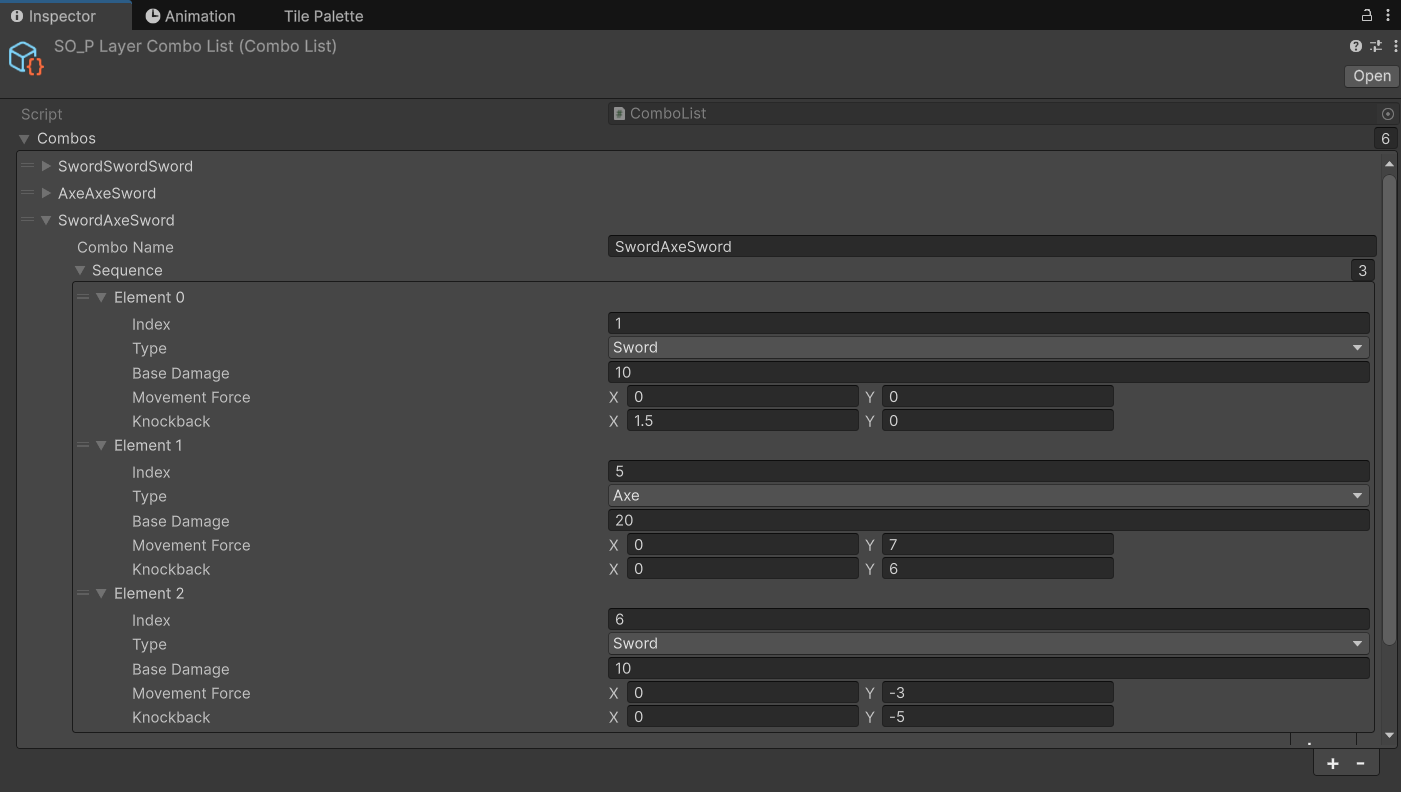 Inspector Animation Tile Palette
SO_P Layer Combo List (Combo List)
Open
Script ComboList
Combos 6
SwordSwordSword
AxeAxeSword
SwordAxeSword
Combo Name SwordAxeSword
Sequence 3
Element 0
Index 1
Type Sword
Base Damage 10
Movement Force X 0 Y 0
Knockback X 1.5 Y 0
Element 1
Index 5
Type Axe
Base Damage 20
Movement Force X 0 Y 7
Knockback X 0 Y 6
Element 2
Index 6
Type Sword
Base Damage 10
Movement Force X 0 Y -3
Knockback X 0 Y -5
+ -